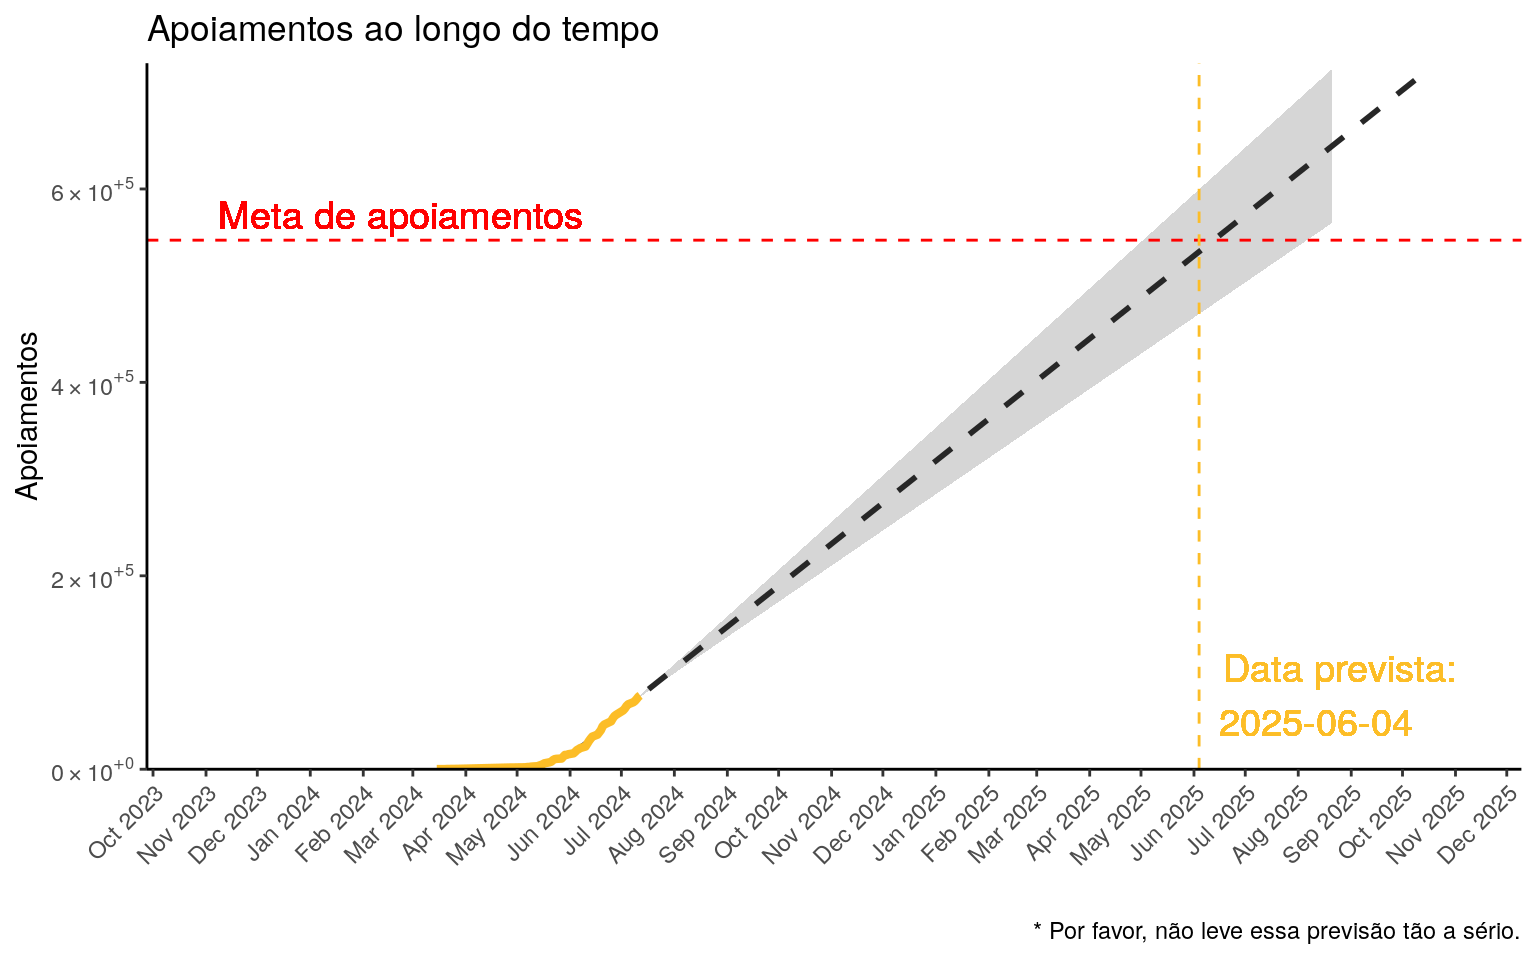 Apoiamentos ao longo do tempo
Apoiamentos
6 × 10⁺⁵
4 × 10⁺⁵
2 × 10⁺⁵
0 × 10⁺⁰
Meta de apoiamentos
Data prevista:
2025-06-04
Oct 2023
Nov 2023
Dec 2023
Jan 2024
Feb 2024
Mar 2024
Apr 2024
May 2024
Jun 2024
Jul 2024
Aug 2024
Sep 2024
Oct 2024
Nov 2024
Dec 2024
Jan 2025
Feb 2025
Mar 2025
Apr 2025
May 2025
Jun 2025
Jul 2025
Aug 2025
Sep 2025
Oct 2025
Nov 2025
Dec 2025
* Por favor, não leve essa previsão tão a sério.